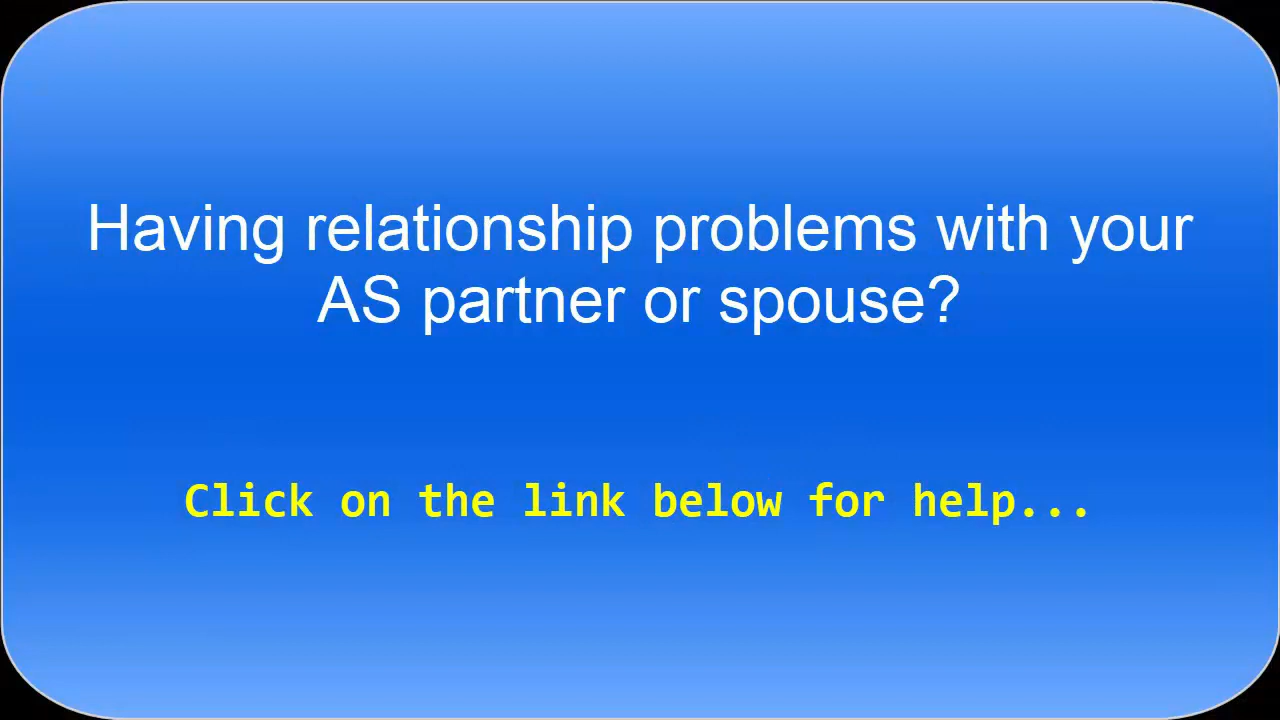 Having relationship problems with your
AS partner or spouse?
Click on the link below for help...